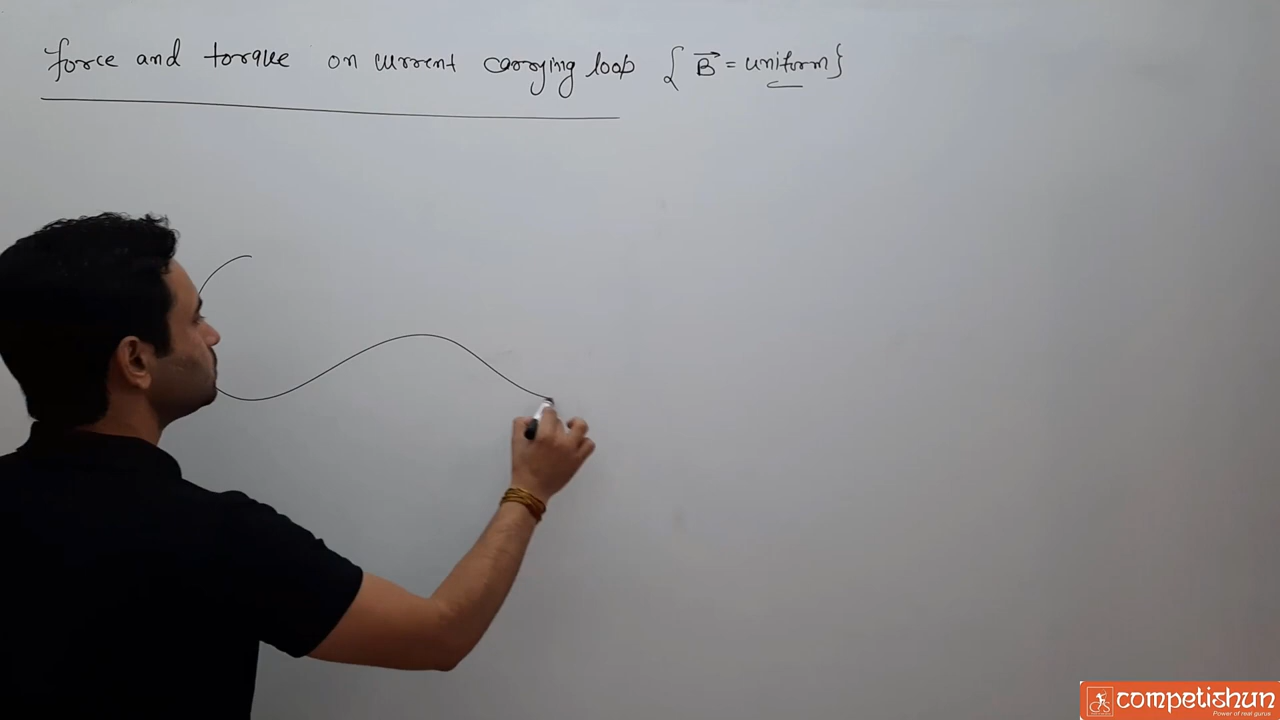 force and torque on current carrying loop { B⃗ = uniform}
competishun
Power of real gurus